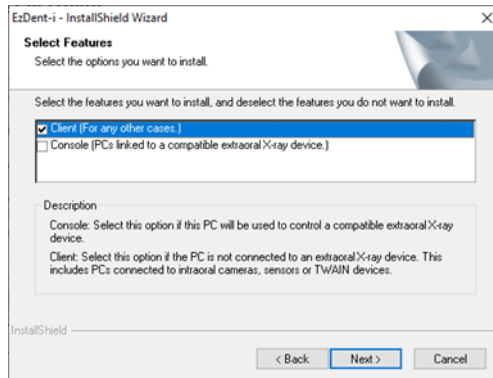 EzDent-i - InstallShield Wizard
Select Features
Select the options you want to install.
Select the features you want to install, and deselect the features you do not want to install.
Client (For any other cases.)
Console (PCs linked to a compatible extraoral X-ray device.)
Description
Console: Select this option if this PC will be used to control a compatible extraoral X-ray
device.
Client: Select this option if the PC is not connected to an extraoral X-ray device. This
includes PCs connected to intraoral cameras, sensors or TWAIN devices.
InstallShield
< Back Next > Cancel